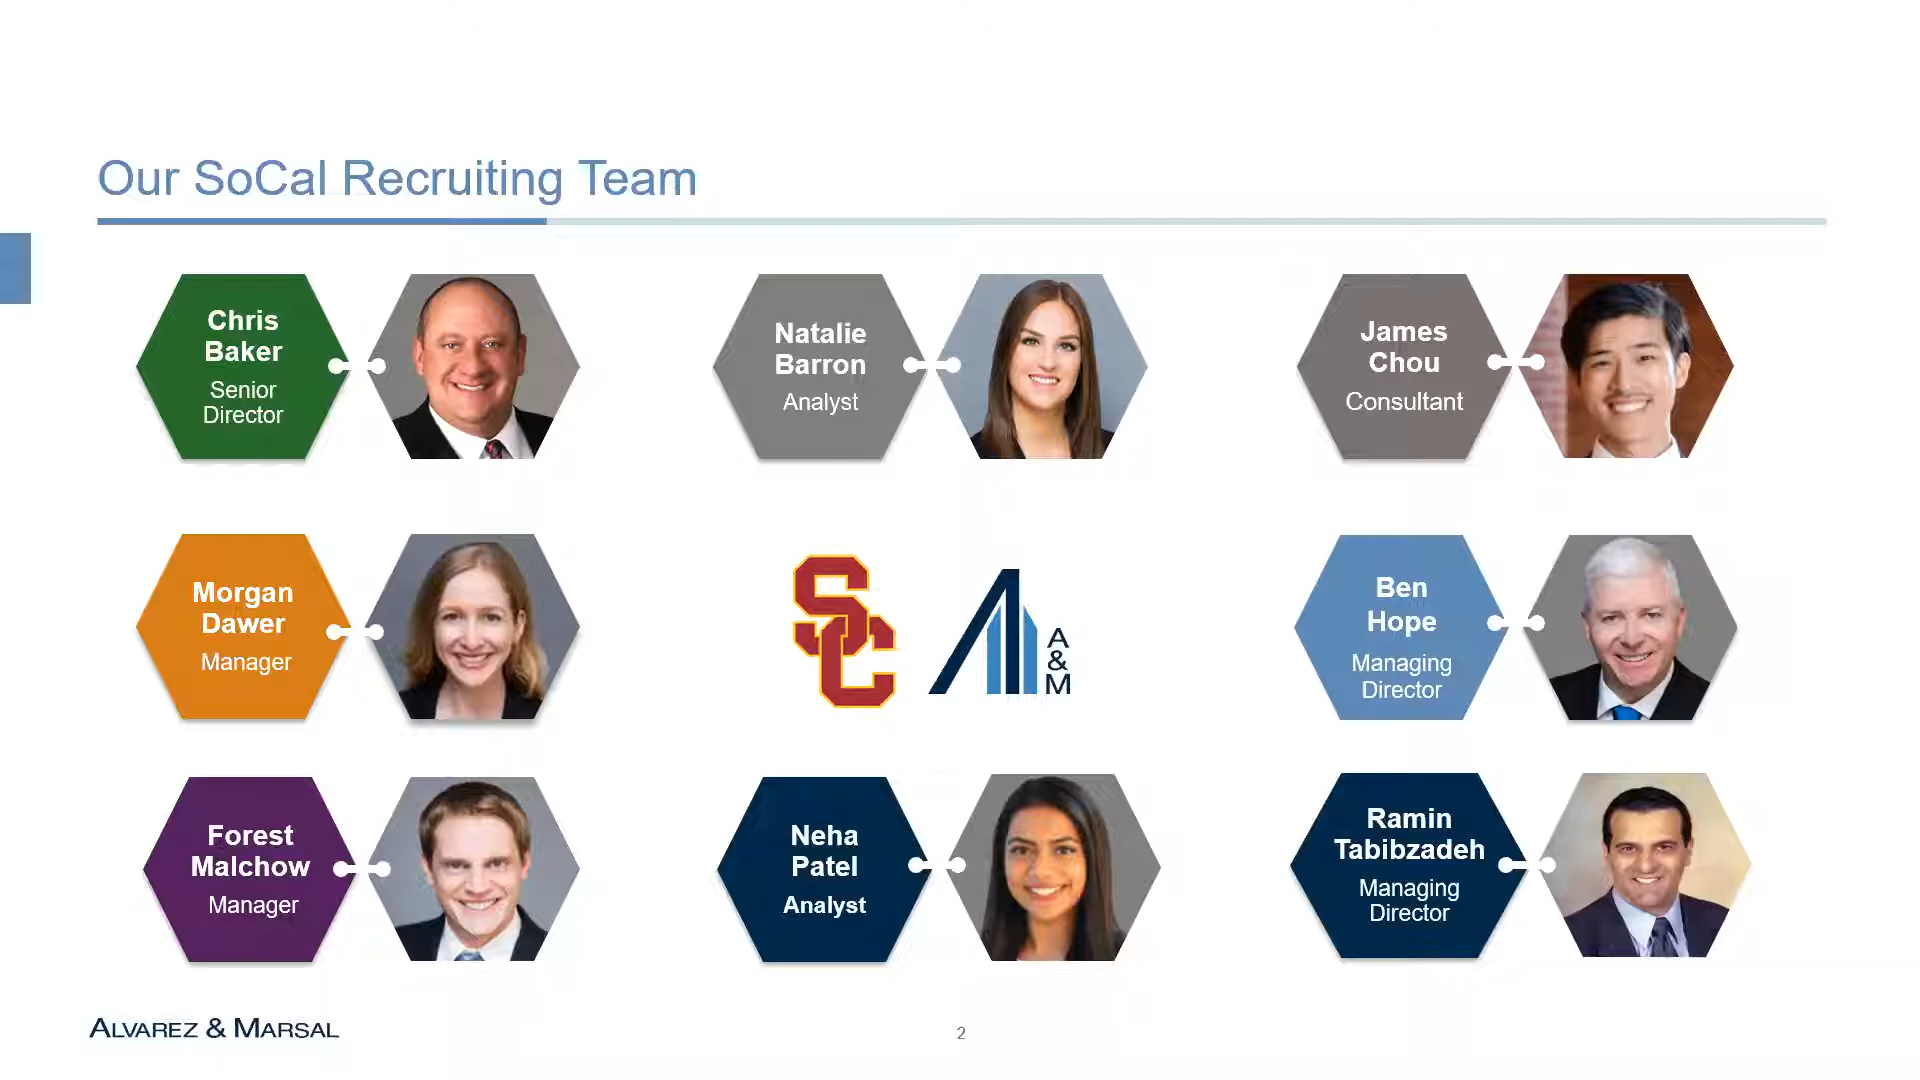 Our SoCal Recruiting Team
Chris
Baker
Senior
Director
Natalie
Barron
Analyst
James
Chou
Consultant
Morgan
Dawer
Manager
SC
A
&
M
Ben
Hope
Managing
Director
Forest
Malchow
Manager
Neha
Patel
Analyst
Ramin
Tabibzadeh
Managing
Director
ALVAREZ & MARSAL
2